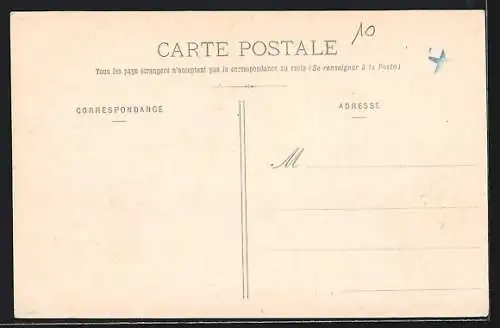 10
CARTE POSTALE
Tous les pays étrangers n'acceptent pas la correspondance au recto (Se renseigner à la Poste)
CORRESPONDANCE
ADRESSE
M